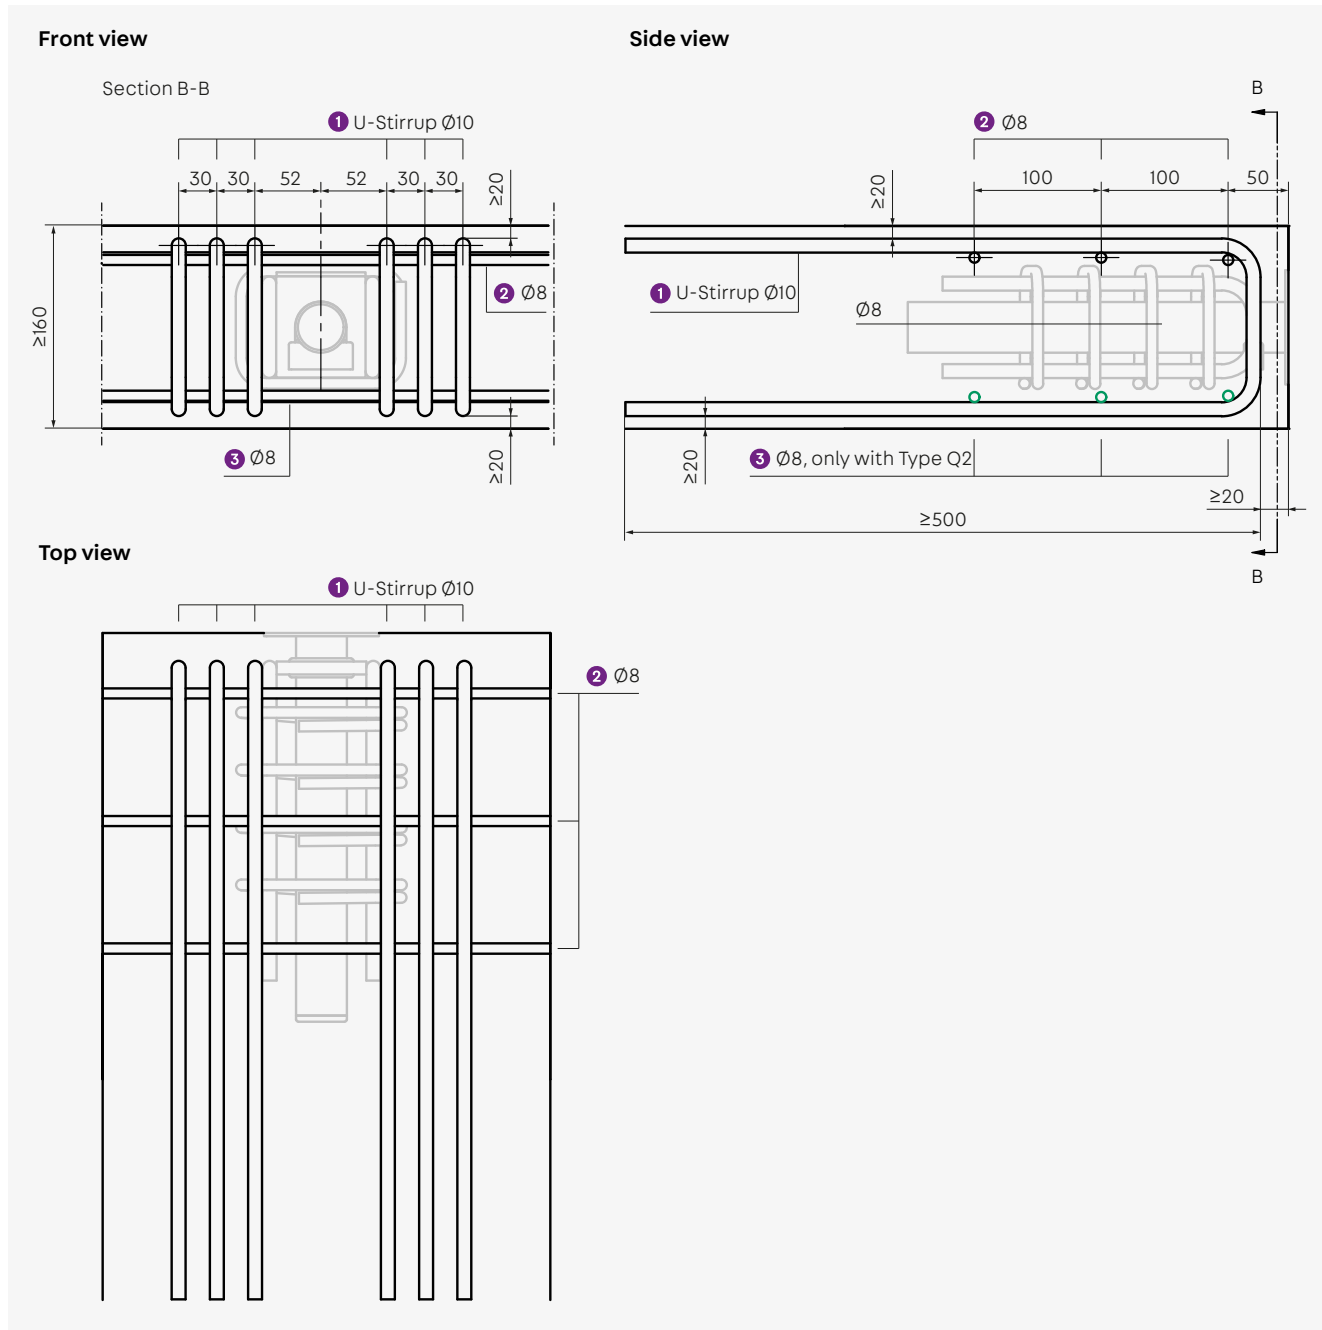 Front view
Side view
Section B-B
B
1 U-Stirrup Ø10
2 Ø8
30 30 52 52 30 30
≥20
≥20
100 100 50
2 Ø8
1 U-Stirrup Ø10
Ø8
≥160
3 Ø8
≥20
≥20
3 Ø8, only with Type Q2
≥20
≥500
B
Top view
1 U-Stirrup Ø10
2 Ø8